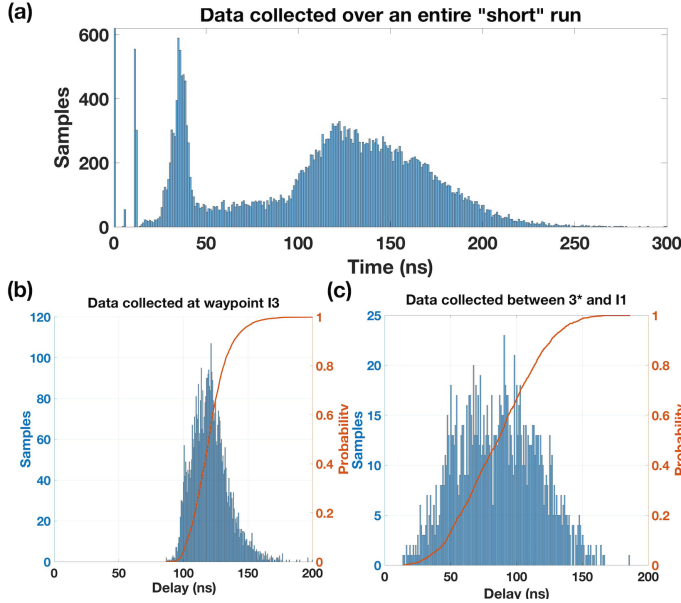 (a)
Data collected over an entire "short" run
Samples
600
400
200
0
0 50 100 150 200 250 300
Time (ns)
(b)
Data collected at waypoint I3
Samples
120
100
80
60
40
20
0
0 50 100 150 200
Delay (ns)
1
0.8
0.6
0.4
0.2
0
Probability
(c)
Data collected between 3* and I1
Samples
25
20
15
10
5
0
0 50 100 150 200
Delay (ns)
1
0.8
0.6
0.4
0.2
0
Probability